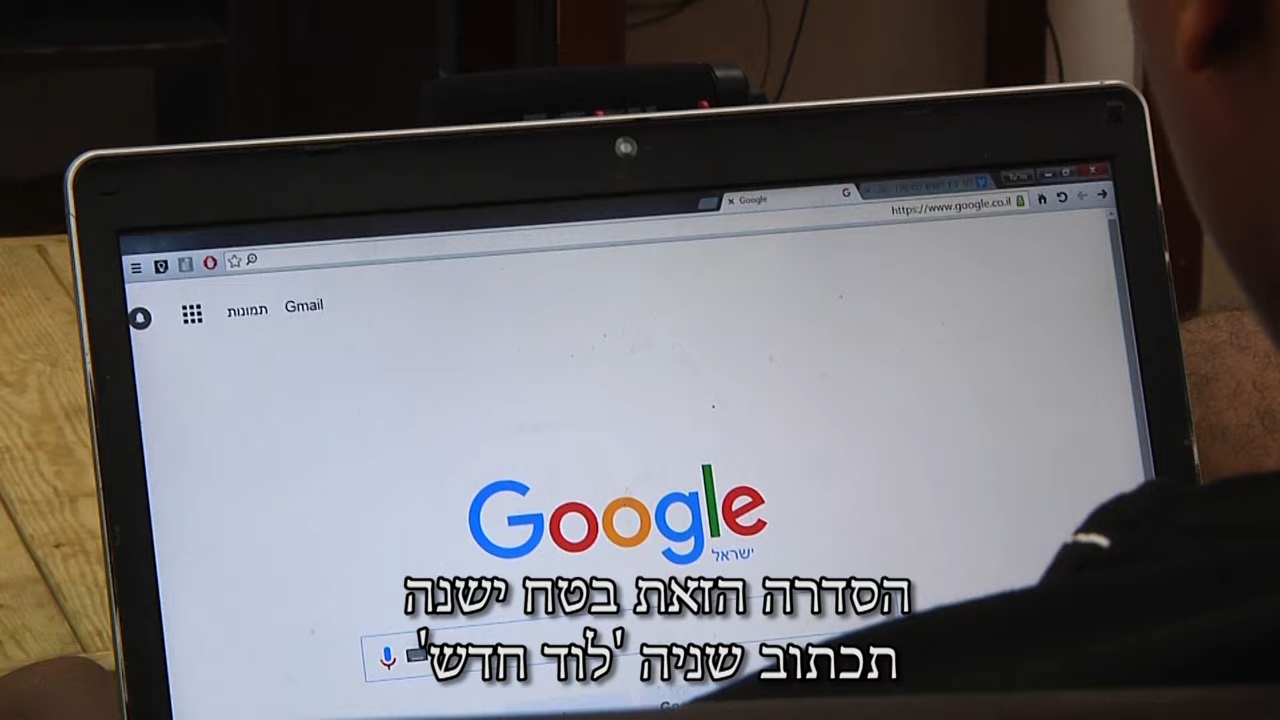 Google
https://www.google.co.il
Gmail
תמונות
Google
ישראל
הסדרה הזאת בטח ישנה
תכתוב שניה 'לוד חדש'